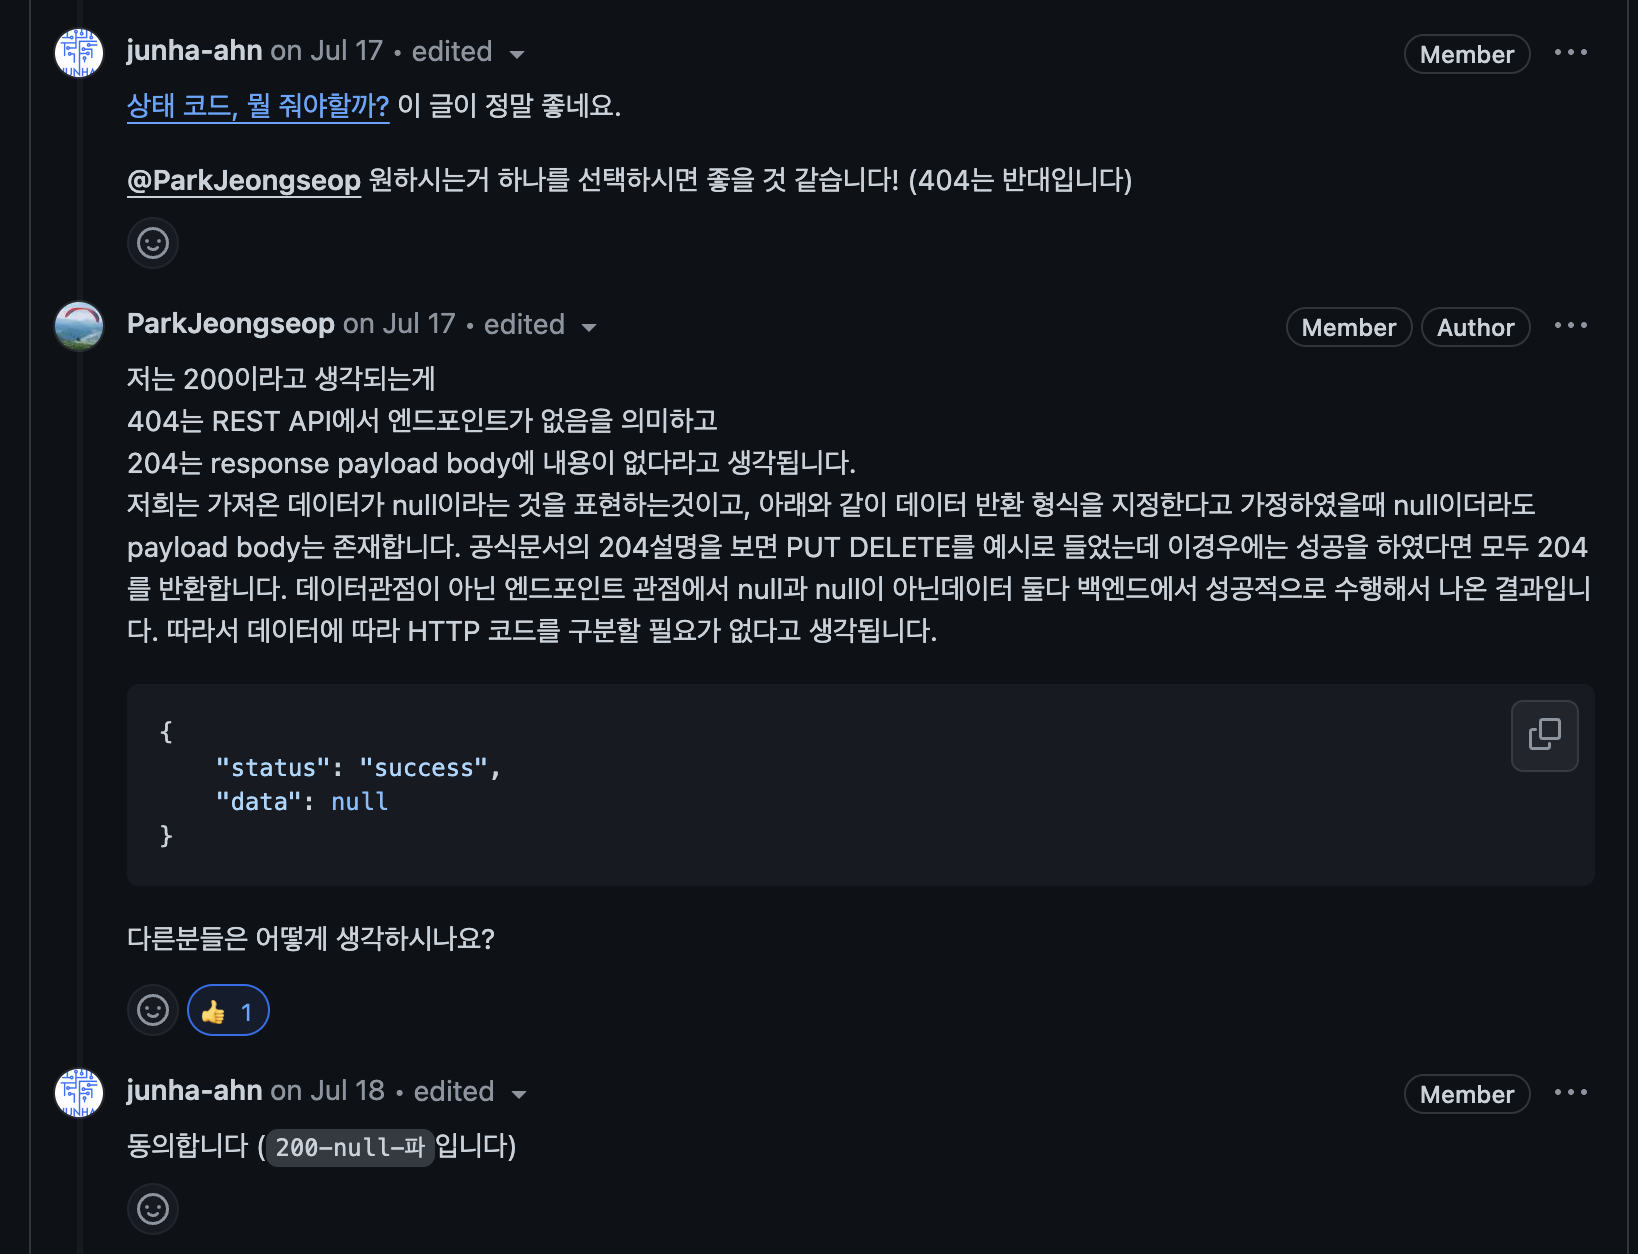 junha-ahn on Jul 17 • edited
Member
상태 코드, 뭘 줘야할까? 이 글이 정말 좋네요.
@ParkJeongseop 원하시는거 하나를 선택하시면 좋을 것 같습니다! (404는 반대입니다)
ParkJeongseop on Jul 17 • edited
Member
Author
저는 200이라고 생각되는게
404는 REST API에서 엔드포인트가 없음을 의미하고
204는 response payload body에 내용이 없다라고 생각됩니다.
저희는 가져온 데이터가 null이라는 것을 표현하는것이고, 아래와 같이 데이터 반환 형식을 지정한다고 가정하였을때 null이더라도
payload body는 존재합니다. 공식문서의 204설명을 보면 PUT DELETE를 예시로 들었는데 이경우에는 성공을 하였다면 모두 204
를 반환합니다. 데이터관점이 아닌 엔드포인트 관점에서 null과 null이 아닌데이터 둘다 백엔드에서 성공적으로 수행해서 나온 결과입니
다. 따라서 데이터에 따라 HTTP 코드를 구분할 필요가 없다고 생각됩니다.
{
"status": "success",
"data": null
}
다른분들은 어떻게 생각하시나요?
👍 1
junha-ahn on Jul 18 • edited
Member
동의합니다 (200-null-파입니다)
JUNHA
JUNHA